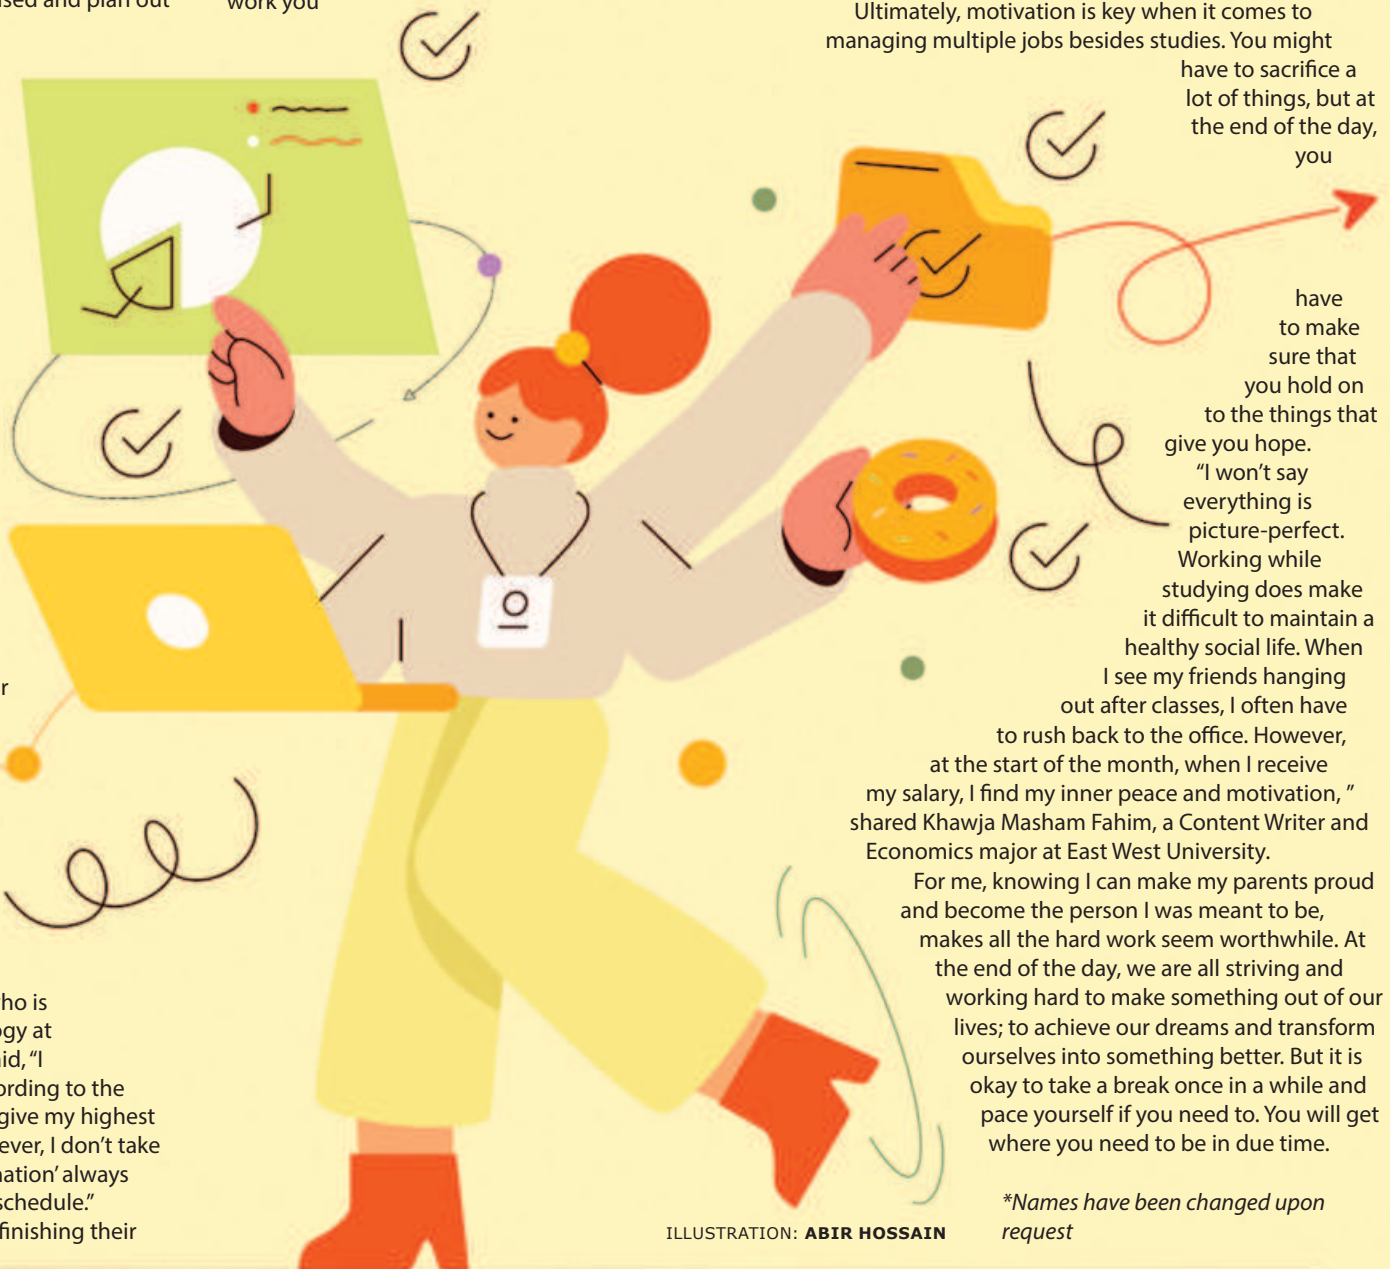 sed and plan out
work you
r
ho is
ogy at
id, “I
ording to the
give my highest
ever, I don’t take
nation’ always
schedule.”
finishing their
Ultimately, motivation is key when it comes to
managing multiple jobs besides studies. You might
have to sacrifice a
lot of things, but at
the end of the day,
you
have
to make
sure that
you hold on
to the things that
give you hope.
“I won’t say
everything is
picture-perfect.
Working while
studying does make
it difficult to maintain a
healthy social life. When
I see my friends hanging
out after classes, I often have
to rush back to the office. However,
at the start of the month, when I receive
my salary, I find my inner peace and motivation, ”
shared Khawja Masham Fahim, a Content Writer and
Economics major at East West University.
For me, knowing I can make my parents proud
and become the person I was meant to be,
makes all the hard work seem worthwhile. At
the end of the day, we are all striving and
working hard to make something out of our
lives; to achieve our dreams and transform
ourselves into something better. But it is
okay to take a break once in a while and
pace yourself if you need to. You will get
where you need to be in due time.
*Names have been changed upon
request
ILLUSTRATION: ABIR HOSSAIN